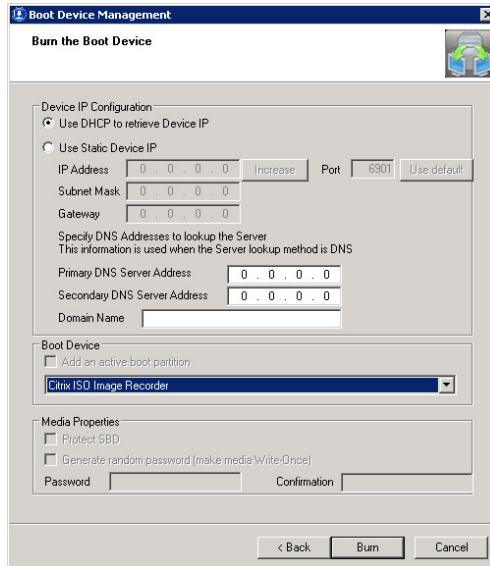 Boot Device Management
Burn the Boot Device
Device IP Configuration
Use DHCP to retrieve Device IP
Use Static Device IP
IP Address 0 . 0 . 0 . 0 Increase Port 6901 Use default
Subnet Mask 0 . 0 . 0 . 0
Gateway 0 . 0 . 0 . 0
Specify DNS Addresses to lookup the Server
This information is used when the Server lookup method is DNS
Primary DNS Server Address 0 . 0 . 0 . 0
Secondary DNS Server Address 0 . 0 . 0 . 0
Domain Name
Boot Device
Add an active boot partition
Citrix ISO Image Recorder
Media Properties
Protect SBD
Generate random password (make media Write-Once)
Password Confirmation
< Back Burn Cancel